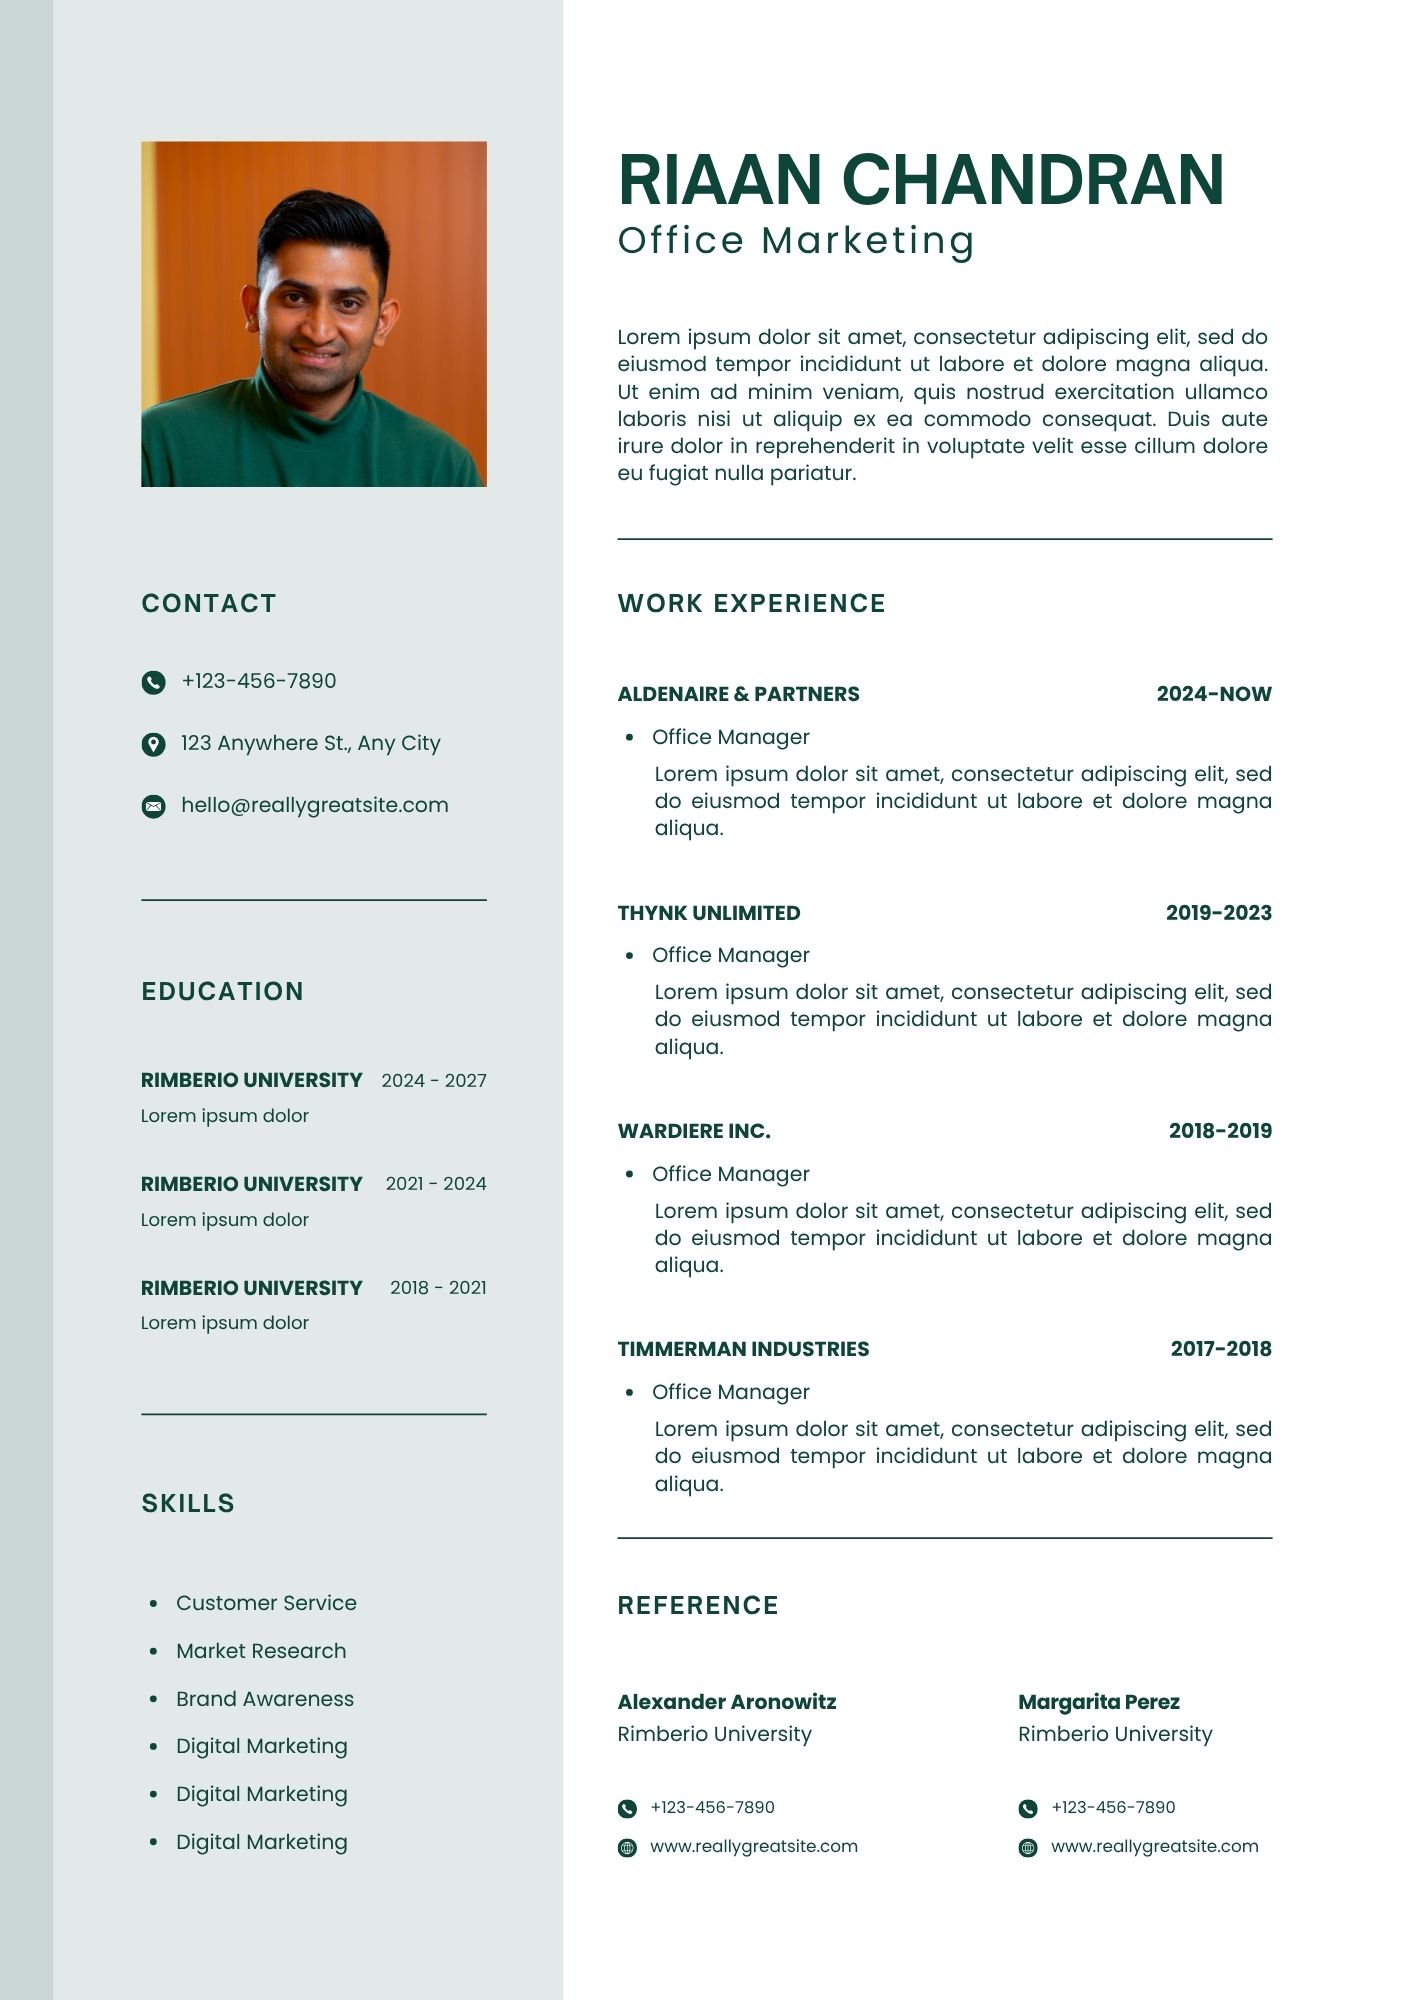 RIAAN CHANDRAN
Office Marketing
Lorem ipsum dolor sit amet, consectetur adipiscing elit, sed do
eiusmod tempor incididunt ut labore et dolore magna aliqua.
Ut enim ad minim veniam, quis nostrud exercitation ullamco
laboris nisi ut aliquip ex ea commodo consequat. Duis aute
irure dolor in reprehenderit in voluptate velit esse cillum dolore
eu fugiat nulla pariatur.
CONTACT
+123-456-7890
123 Anywhere St., Any City
hello@reallygreatsite.com
EDUCATION
RIMBERIO UNIVERSITY 2024 - 2027
Lorem ipsum dolor
RIMBERIO UNIVERSITY 2021 - 2024
Lorem ipsum dolor
RIMBERIO UNIVERSITY 2018 - 2021
Lorem ipsum dolor
SKILLS
• Customer Service
• Market Research
• Brand Awareness
• Digital Marketing
• Digital Marketing
• Digital Marketing
WORK EXPERIENCE
ALDENAIRE & PARTNERS 2024-NOW
• Office Manager
Lorem ipsum dolor sit amet, consectetur adipiscing elit, sed
do eiusmod tempor incididunt ut labore et dolore magna
aliqua.
THYNK UNLIMITED 2019-2023
• Office Manager
Lorem ipsum dolor sit amet, consectetur adipiscing elit, sed
do eiusmod tempor incididunt ut labore et dolore magna
aliqua.
WARDIERE INC. 2018-2019
• Office Manager
Lorem ipsum dolor sit amet, consectetur adipiscing elit, sed
do eiusmod tempor incididunt ut labore et dolore magna
aliqua.
TIMMERMAN INDUSTRIES 2017-2018
• Office Manager
Lorem ipsum dolor sit amet, consectetur adipiscing elit, sed
do eiusmod tempor incididunt ut labore et dolore magna
aliqua.
REFERENCE
Alexander Aronowitz
Rimberio University
+123-456-7890
www.reallygreatsite.com
Margarita Perez
Rimberio University
+123-456-7890
www.reallygreatsite.com